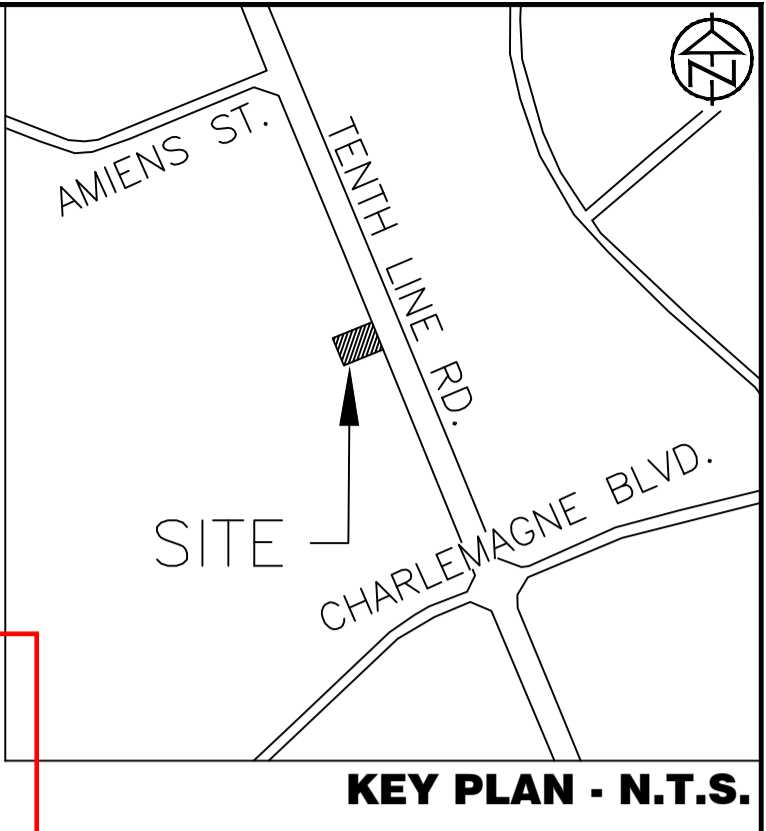 N
AMIENS ST.
TENTH LINE RD.
SITE
CHARLEMAGNE BLVD.
KEY PLAN - N.T.S.